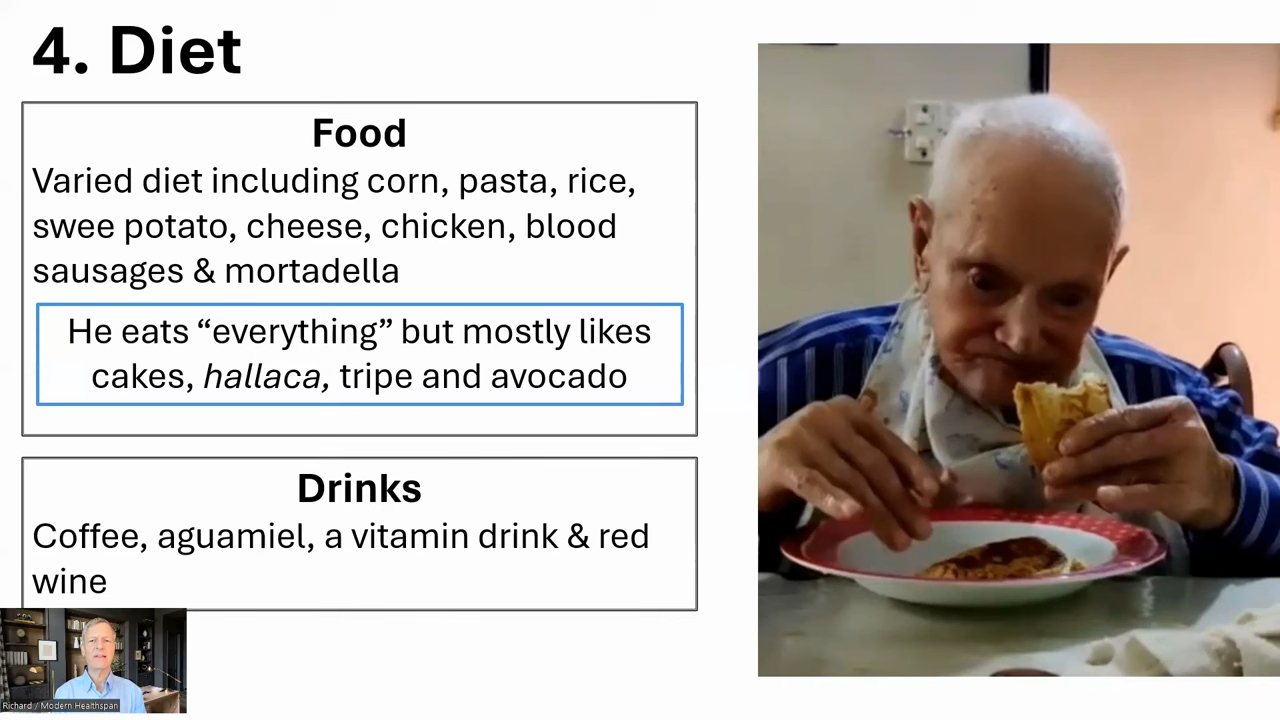 4. Diet
Food
Varied diet including corn, pasta, rice,
swee potato, cheese, chicken, blood
sausages & mortadella
He eats “everything” but mostly likes
cakes, hallaca, tripe and avocado
Drinks
Coffee, aguamiel, a vitamin drink & red
wine
Richard / Modern Healthspan